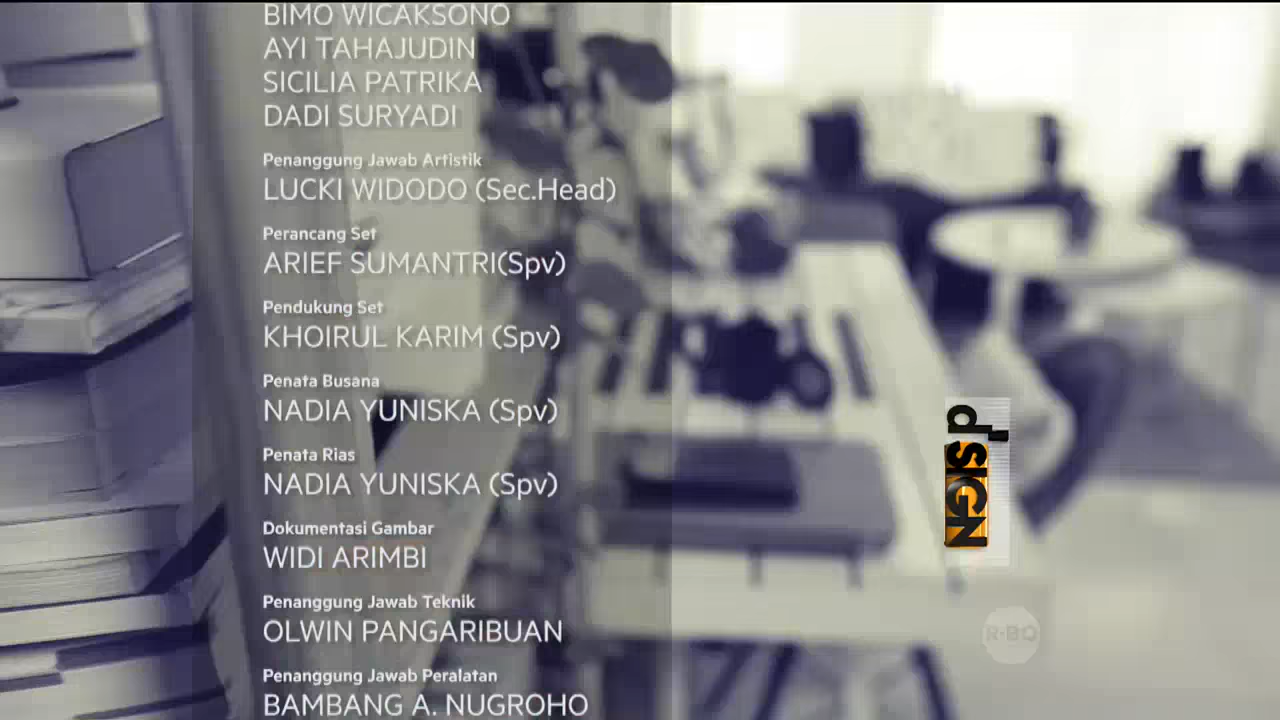 BIMO WICAKSONO
AYI TAHAJUDIN
SICILIA PATRIKA
DADI SURYADI
Penanggung Jawab Artistik
LUCKI WIDODO (Sec.Head)
Perancang Set
ARIEF SUMANTRI(Spv)
Pendukung Set
KHOIRUL KARIM (Spv)
Penata Busana
NADIA YUNISKA (Spv)
Penata Rias
NADIA YUNISKA (Spv)
Dokumentasi Gambar
WIDI ARIMBI
Penanggung Jawab Teknik
OLWIN PANGARIBUAN
Penanggung Jawab Peralatan
BAMBANG A. NUGROHO
d'SIGN
R-BO